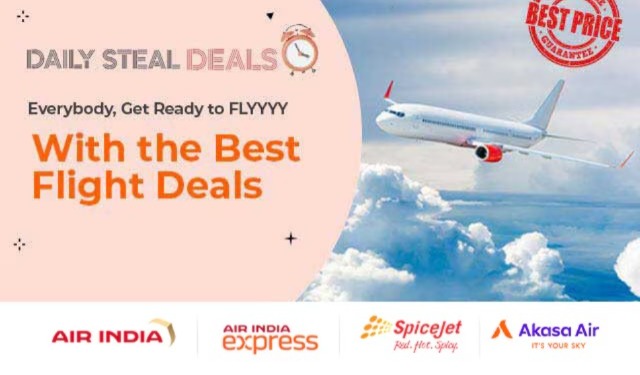 BEST PRICE
GUARANTEE
DAILY STEAL DEALS
Everybody, Get Ready to FLYYYY
With the Best
Flight Deals
AIR INDIA
AIR INDIA
express
SpiceJet
Red. Hot. Spicy.
Akasa Air
IT'S YOUR SKY